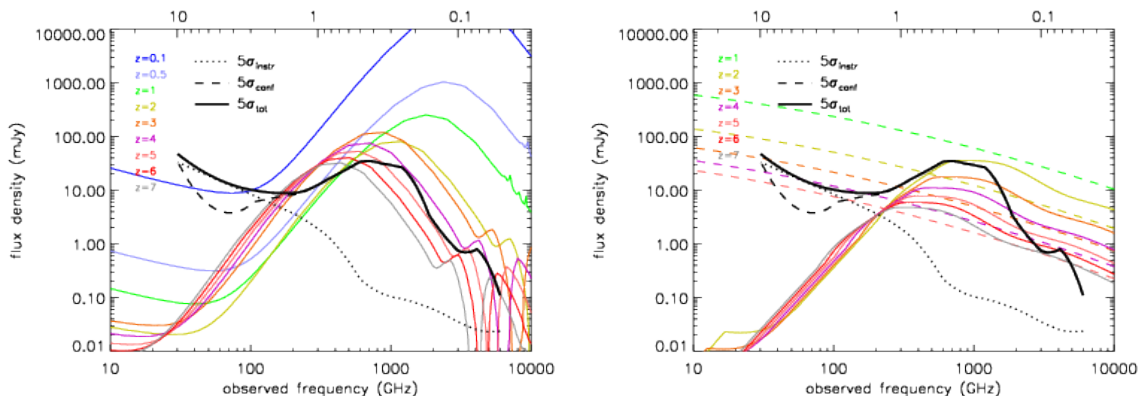 10 1 0.1
10000.00
1000.00
100.00
10.00
1.00
0.10
0.01
flux density (mJy)
z=0.1
z=0.5
z=1
z=2
z=3
z=4
z=5
z=6
z=7
5σinstr
5σconf
5σtot
10 100 1000 10000
observed frequency (GHz)
10 1 0.1
10000.00
1000.00
100.00
10.00
1.00
0.10
0.01
flux density (mJy)
z=1
z=2
z=3
z=4
z=5
z=6
z=7
5σinstr
5σconf
5σtot
10 100 1000 10000
observed frequency (GHz)